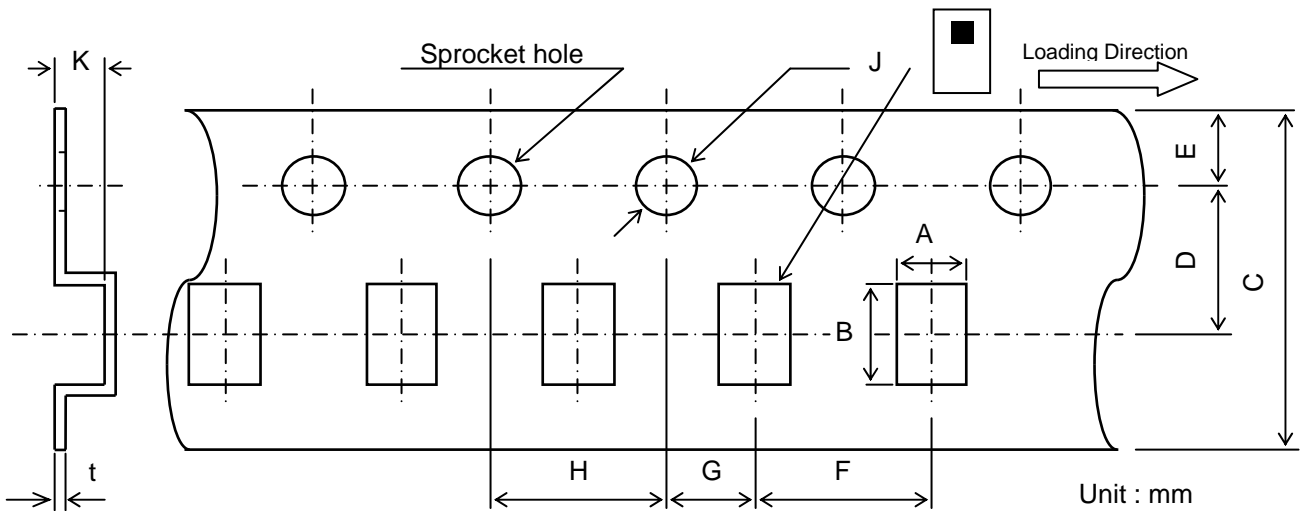 K
Sprocket hole
J
Loading Direction
E
A
D
C
B
t
H
G
F
Unit : mm